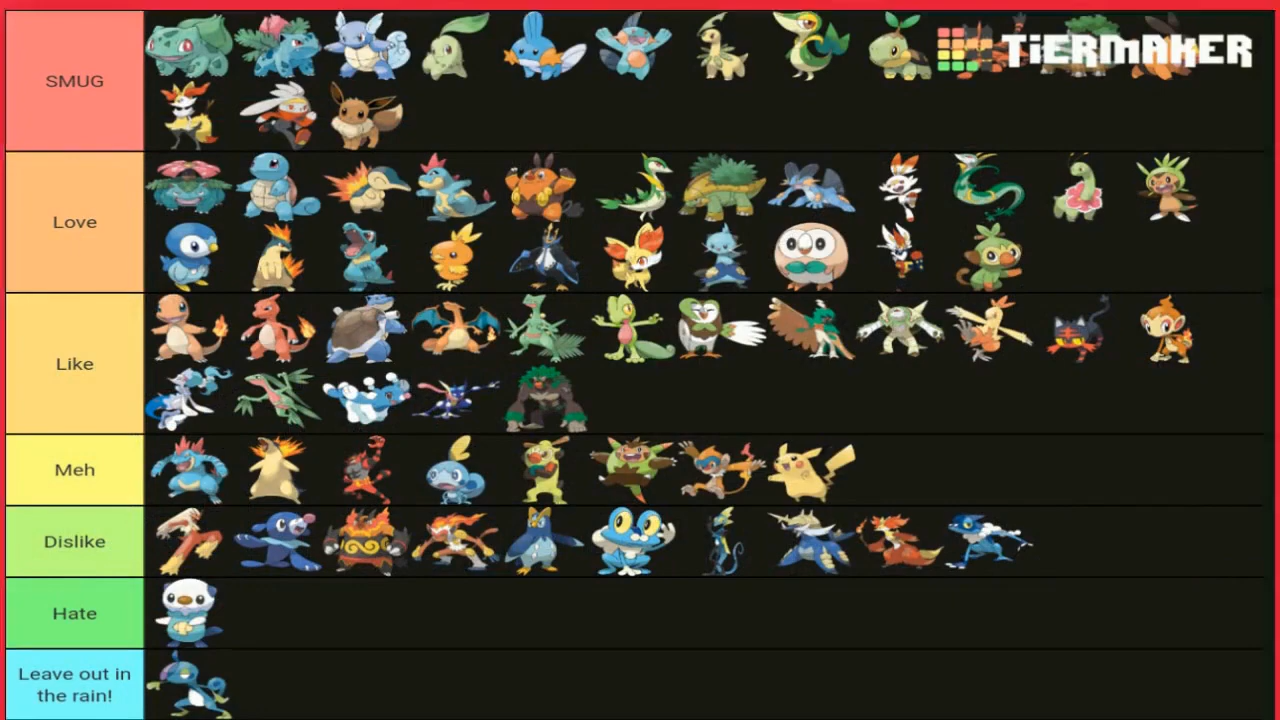 SMUG
TiERMAKER
Love
Like
Meh
Dislike
Hate
Leave out in
the rain!